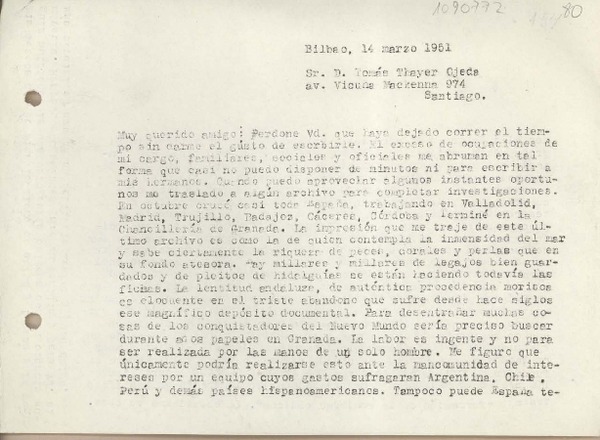 1090772
80
Bilbao, 14 marzo 1951
Sr. D. Tomás Thayer Ojeda
av. Vicuña Mackenna 974
Santiago.
Muy querido amigo: Perdone Vd. que haya dejado correr el tiem-
po sin darme el gusto de escribirle. El exceso de ocupaciones de
mi cargo, familiares, sociales y oficiales me abruman en tal
forma que casi no puedo disponer de minutos ni para escribir a
mis hermanos. Cuando puedo aprovechar algunos instantes oportu-
nos me traslado a algún archivo para completar investigaciones.
En octubre crucé casi toda España, trabajando en Valladolid,
Madrid, Trujillo, Badajoz, Cáceres, Córdoba y terminé en la
Chancillería de Granada. La impresión que me traje de este úl-
timo archivo es como la de quien contempla la inmensidad del mar
y sabe ciertamente la riqueza de peces, corales y perlas que en
su fondo atesora. Hay millares y millares de legajos bien guar-
dados y de pleitos de hidalguías se están haciendo todavía las
fichas. La lentitud andaluza, de auténtica precedencia morisca
es elocuente en el triste abandono que sufre desde hace siglos
ese magnífico depósito documental. Para desentrañar muchas co-
sas de los conquistadores del Nuevo Mundo sería preciso buscar
durante años papeles en Granada. La labor es ingente y no para
ser realizada por las manos de un solo hombre. Me figuro que
únicamente podría realizarse esto ante la mancomunidad de inte-
reses por un equipo cuyos gastos sufragaran Argentina, Chile,
Perú y demás países hispanoamericanos. Tampoco puede España te-